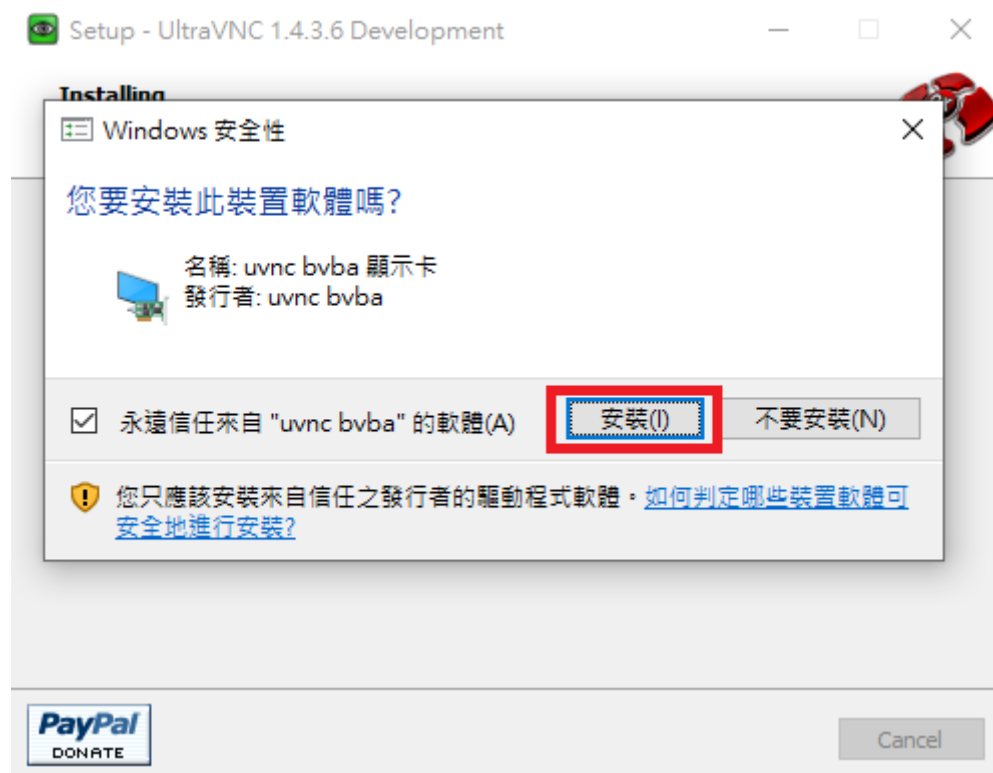 Setup - UltraVNC 1.4.3.6 Development
Installing
Windows 安全性
您要安裝此裝置軟體嗎?
名稱: uvnc bvba 顯示卡
發行者: uvnc bvba
永遠信任來自 "uvnc bvba" 的軟體(A)
安裝(I)
不要安裝(N)
您只應該安裝來自信任之發行者的驅動程式軟體。如何判定哪些裝置軟體可
安全地進行安裝?
PayPal
DONATE
Cancel